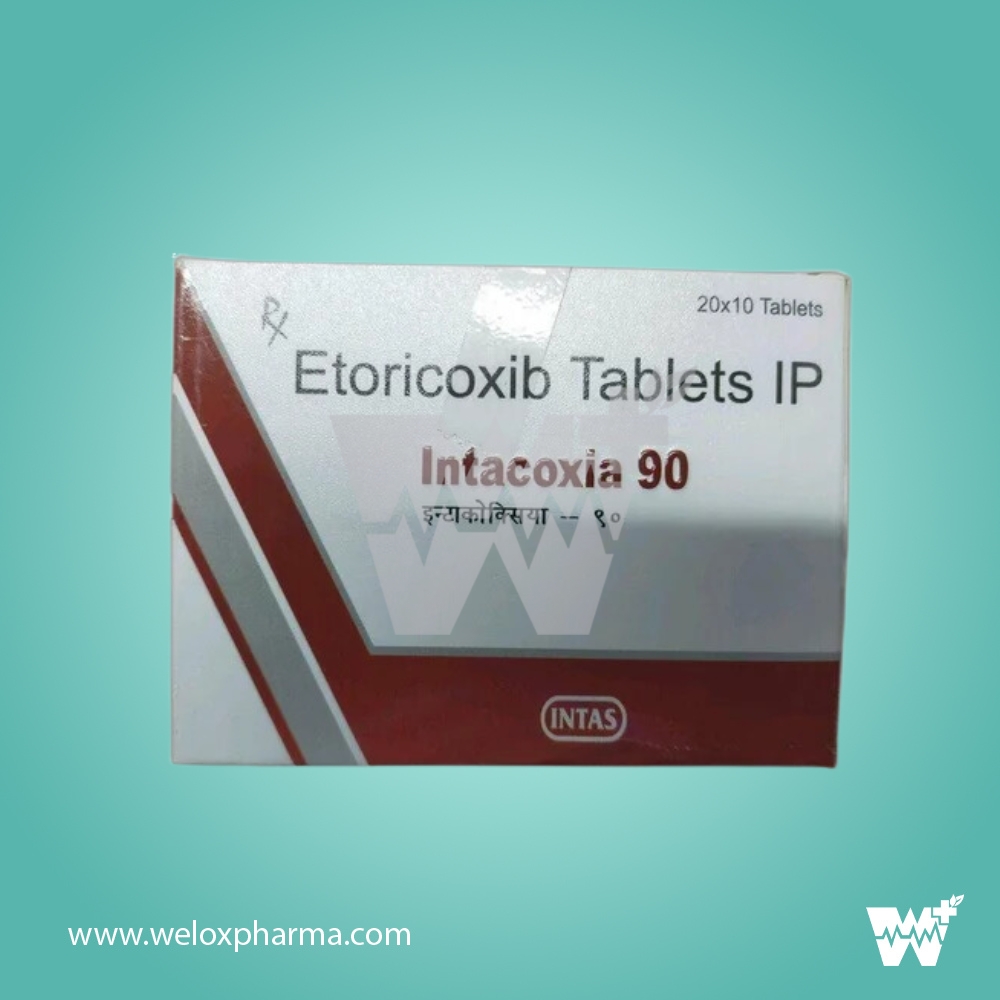 Rx
20x10 Tablets
Etoricoxib Tablets IP
Intacoxia 90
इन्टाकोक्सिया -- ९०
INTAS
www.weloxpharma.com
W+